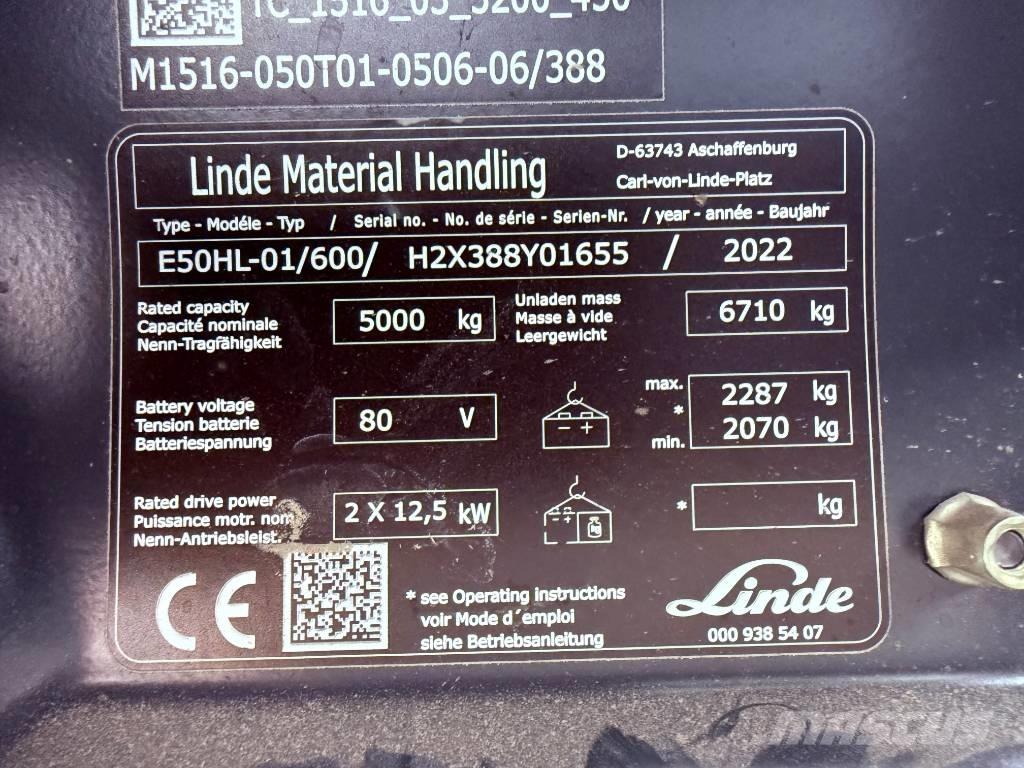 M1516-050T01-0506-06/388
Linde Material Handling
D-63743 Aschaffenburg
Carl-von-Linde-Platz
Type - Modéle - Typ / Serial no. - No. de série - Serien-Nr. / year - année - Baujahr
E50HL-01/600/ H2X388Y01655 / 2022
Rated capacity
Capacité nominale
Nenn-Tragfähigkeit
5000 kg
Unladen mass
Masse à vide
Leergewicht
6710 kg
Battery voltage
Tension batterie
Batteriespannung
80 V
- +
max. 2287 kg
*
min. 2070 kg
Rated drive power
Puissance motr. nom
Nenn-Antriebsleist.
2 X 12,5 kW
- +
kg
* kg
CE
* see Operating instructions
voir Mode d´emploi
siehe Betriebsanleitung
Linde
000 938 54 07
MASCUS